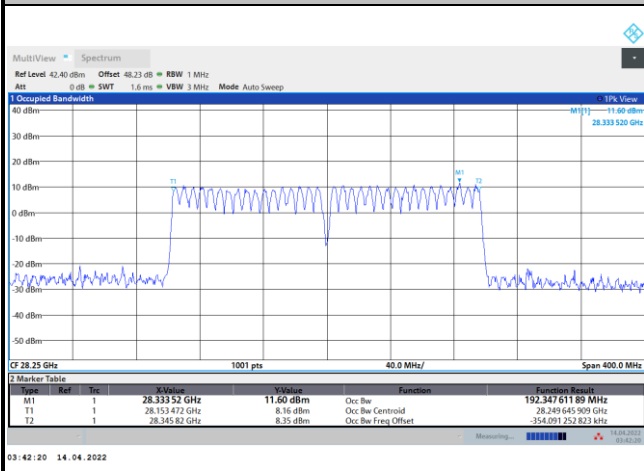 MultiView Spectrum
Ref Level 42.40 dBm Offset 48.23 dB RBW 1 MHz
Att 0 dB SWT 1.6 ms VBW 3 MHz Mode Auto Sweep
1 Occupied Bandwidth 1Pk View
40 dBm M1[1] 11.60 dBm
28.333 520 GHz
30 dBm
20 dBm
M1
T1 T2
10 dBm
0 dBm
-10 dBm
-20 dBm
-30 dBm
-40 dBm
-50 dBm
CF 28.25 GHz 1001 pts 40.0 MHz/ Span 400.0 MHz
2 Marker Table
Type Ref Trc X-Value Y-Value Function Function Result
M1 1 28.333 52 GHz 11.60 dBm Occ Bw 192.347 611 89 MHz
T1 1 28.153 472 GHz 8.16 dBm Occ Bw Centroid 28.249 645 909 GHz
T2 1 28.345 82 GHz 8.35 dBm Occ Bw Freq Offset -354.091 252 823 kHz
Measuring... 14.04.2022
03:42:20
03:42:20 14.04.2022